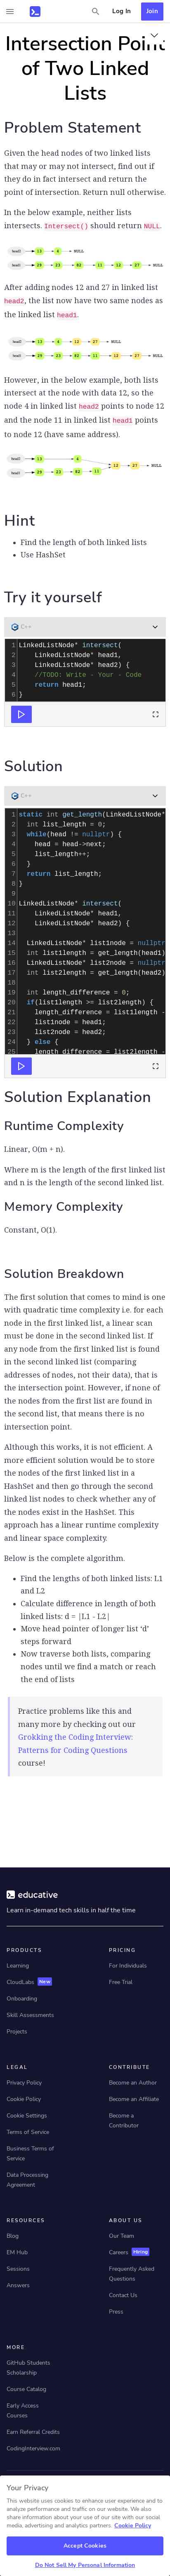 Log In
Join
Intersection Point
of Two Linked
Lists
Problem Statement
Given the head nodes of two linked lists
that may or may not intersect, find out if
they do in fact intersect and return the
point of intersection. Return null otherwise.
In the below example, neither lists
intersects. Intersect() should return NULL.
head2 13 4 NULL
head1 29 23 82 11 12 27 NULL
After adding nodes 12 and 27 in linked list
head2, the list now have two same nodes as
the linked list head1.
head2 13 4 12 27 NULL
head1 29 23 82 11 12 27 NULL
However, in the below example, both lists
intersect at the node with data 12, so the
node 4 in linked list head2 points to node 12
and the node 11 in linked list head1 points
to node 12 (have same address).
head2 13 4
12 27 NULL
head1 29 23 82 11
Hint
Find the length of both linked lists
Use HashSet
Try it yourself
C++
1 LinkedListNode* intersect(
2 LinkedListNode* head1,
3 LinkedListNode* head2) {
4 //TODO: Write - Your - Code
5 return head1;
6 }
Solution
C++
1 static int get_length(LinkedListNode*
2 int list_length = 0;
3 while(head != nullptr) {
4 head = head->next;
5 list_length++;
6 }
7 return list_length;
8 }
9
10 LinkedListNode* intersect(
11 LinkedListNode* head1,
12 LinkedListNode* head2) {
13
14 LinkedListNode* list1node = nullptr
15 int list1length = get_length(head1)
16 LinkedListNode* list2node = nullptr
17 int list2length = get_length(head2)
18
19 int length_difference = 0;
20 if(list1length >= list2length) {
21 length_difference = list1length -
22 list1node = head1;
23 list2node = head2;
24 } else {
25 length_difference = list2length -
Solution Explanation
Runtime Complexity
Linear, O(m + n).
Where m is the length of the first linked list
and n is the length of the second linked list.
Memory Complexity
Constant, O(1).
Solution Breakdown
The first solution that comes to mind is one
with quadratic time complexity i.e. for each
node in the first linked list, a linear scan
must be done in the second linked list. If
any node from the first linked list is found
in the second linked list (comparing
addresses of nodes, not their data), that is
the intersection point. However, if none of
the nodes from the first list are found in
the second list, that means there is no
intersection point.
Although this works, it is not efficient. A
more efficient solution would be to store
the nodes of the first linked list in a
HashSet and then go through the second
linked list nodes to check whether any of
the nodes exist in the HashSet. This
approach has a linear runtime complexity
and linear space complexity.
Below is the complete algorithm.
Find the lengths of both linked lists: L1
and L2
Calculate difference in length of both
linked lists: d = |L1 - L2|
Move head pointer of longer list 'd'
steps forward
Now traverse both lists, comparing
nodes until we find a match or reach
the end of lists
Practice problems like this and
many more by checking out our
Grokking the Coding Interview:
Patterns for Coding Questions
course!
educative
Learn in-demand tech skills in half the time
PRODUCTS
Learning
CloudLabs New
Onboarding
Skill Assessments
Projects
PRICING
For Individuals
Free Trial
LEGAL
Privacy Policy
Cookie Policy
Cookie Settings
Terms of Service
Business Terms of
Service
Data Processing
Agreement
CONTRIBUTE
Become an Author
Become an Affiliate
Become a
Contributor
RESOURCES
Blog
EM Hub
Sessions
Answers
ABOUT US
Our Team
Careers Hiring
Frequently Asked
Questions
Contact Us
Press
MORE
GitHub Students
Scholarship
Course Catalog
Early Access
Courses
Earn Referral Credits
CodingInterview.com
Your Privacy
This website uses cookies to enhance user experience and to
analyze performance and traffic on our website. We also
share information about your use of our site with our social
media, advertising and analytics partners. Cookie Policy
Accept Cookies
Do Not Sell My Personal Information